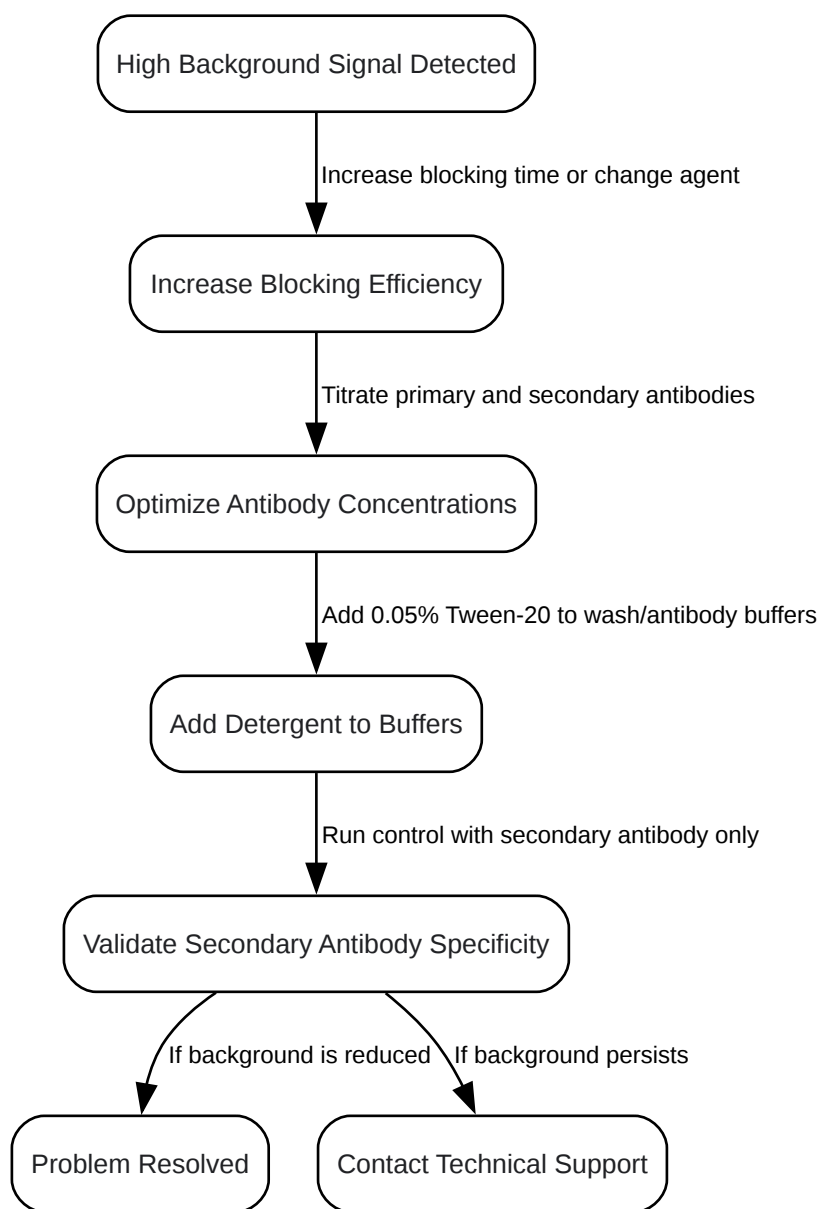 High Background Signal Detected
Increase blocking time or change agent
Increase Blocking Efficiency
Titrate primary and secondary antibodies
Optimize Antibody Concentrations
Add 0.05% Tween-20 to wash/antibody buffers
Add Detergent to Buffers
Run control with secondary antibody only
Validate Secondary Antibody Specificity
If background is reduced
If background persists
Problem Resolved
Contact Technical Support